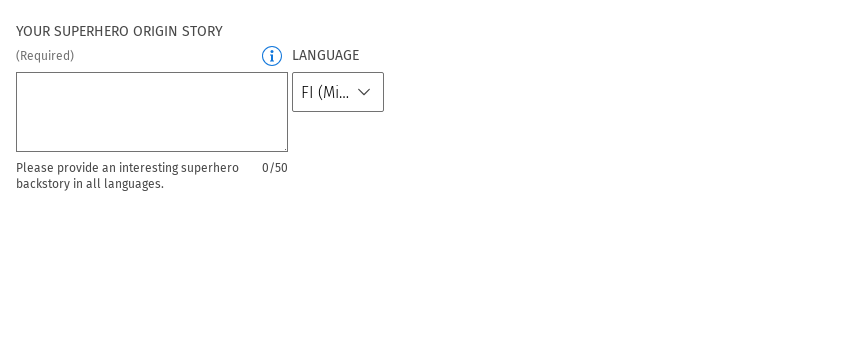 YOUR SUPERHERO ORIGIN STORY
(Required)
LANGUAGE
FI (Mi...
Please provide an interesting superhero
backstory in all languages.
0/50